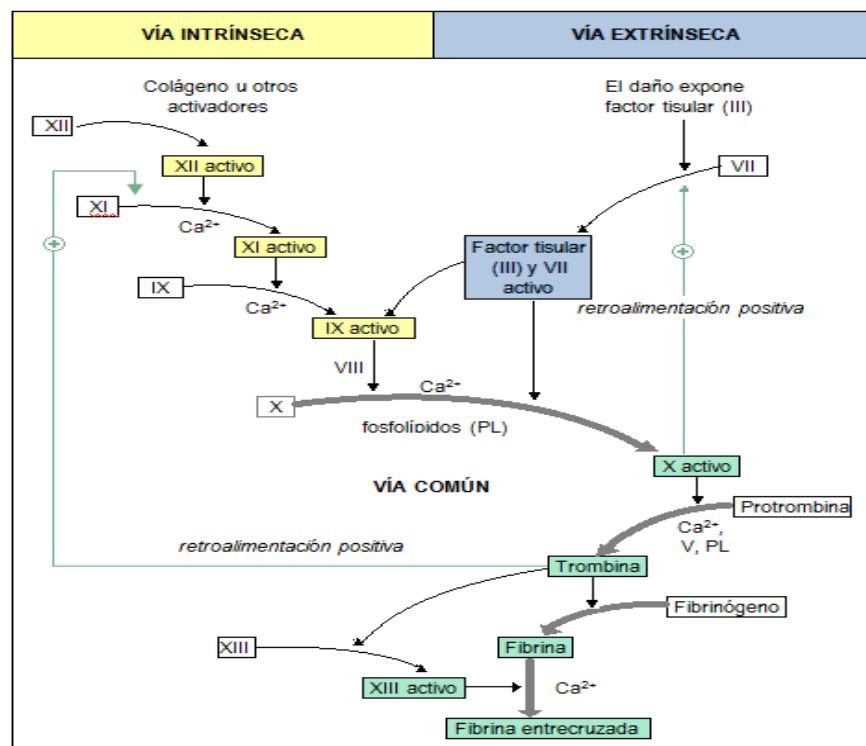 VÍA INTRÍNSECA
VÍA EXTRÍNSECA
Colágeno u otros
activadores
El daño expone
factor tisular (III)
XII
XII activo
VII
XI
Ca²⁺
XI activo
Factor tisular
(III) y VII
activo
IX
Ca²⁺
retroalimentación positiva
IX activo
VIII
Ca²⁺
X
fosfolípidos (PL)
X activo
VÍA COMÚN
Protrombina
Ca²⁺,
V, PL
retroalimentación positiva
Trombina
Fibrinógeno
XIII
Fibrina
XIII activo
Ca²⁺
Fibrina entrecruzada